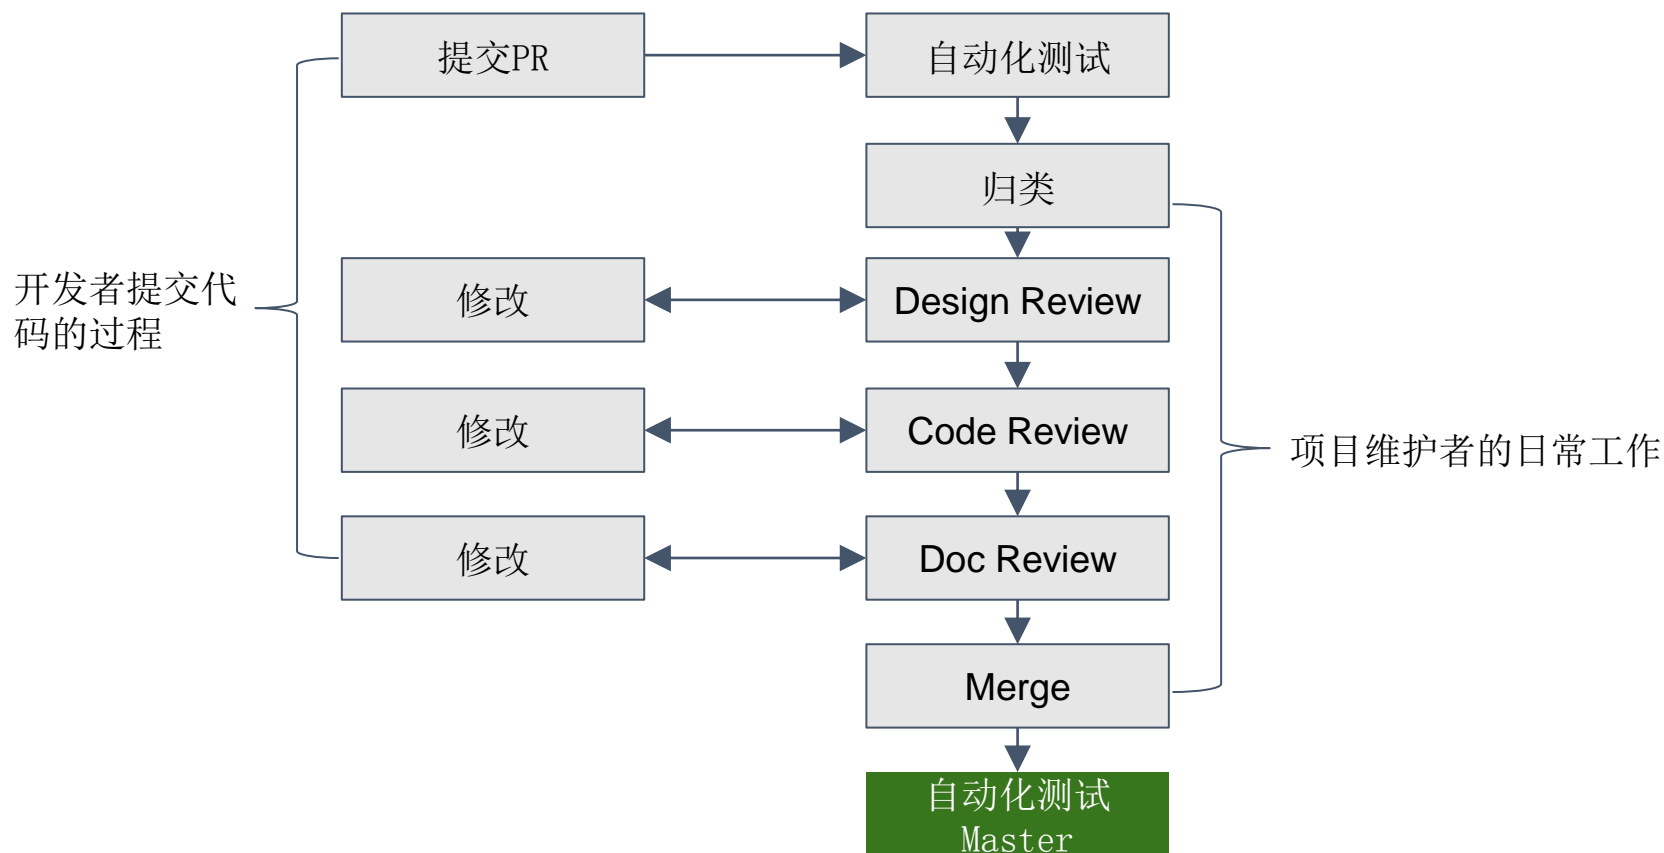 提交PR
自动化测试
归类
开发者提交代
码的过程
修改
Design Review
修改
Code Review
项目维护者的日常工作
修改
Doc Review
Merge
自动化测试
Master